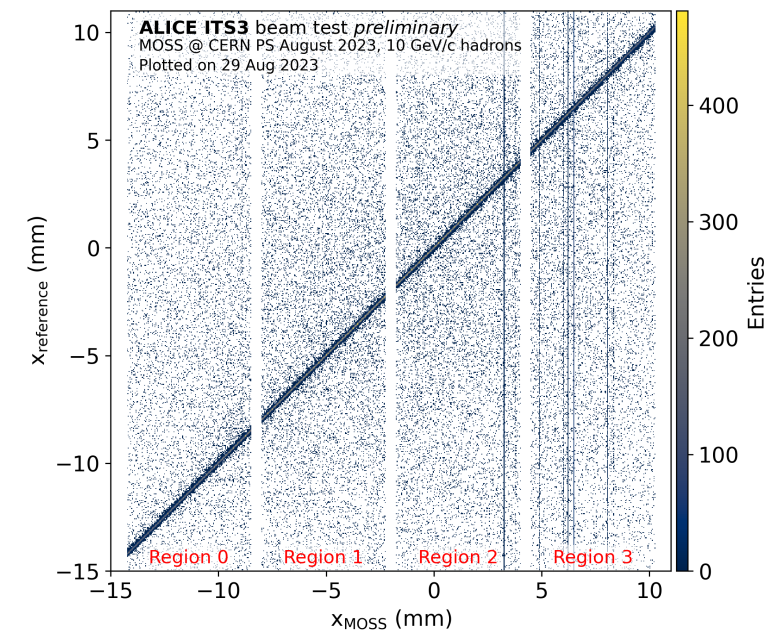 ALICE ITS3 beam test preliminary
MOSS @ CERN PS August 2023, 10 GeV/c hadrons
Plotted on 29 Aug 2023
10
5
0
−5
−10
−15
x_reference (mm)
Region 0 Region 1 Region 2 Region 3
−15 −10 −5 0 5 10
x_MOSS (mm)
400
300
200
100
0
Entries